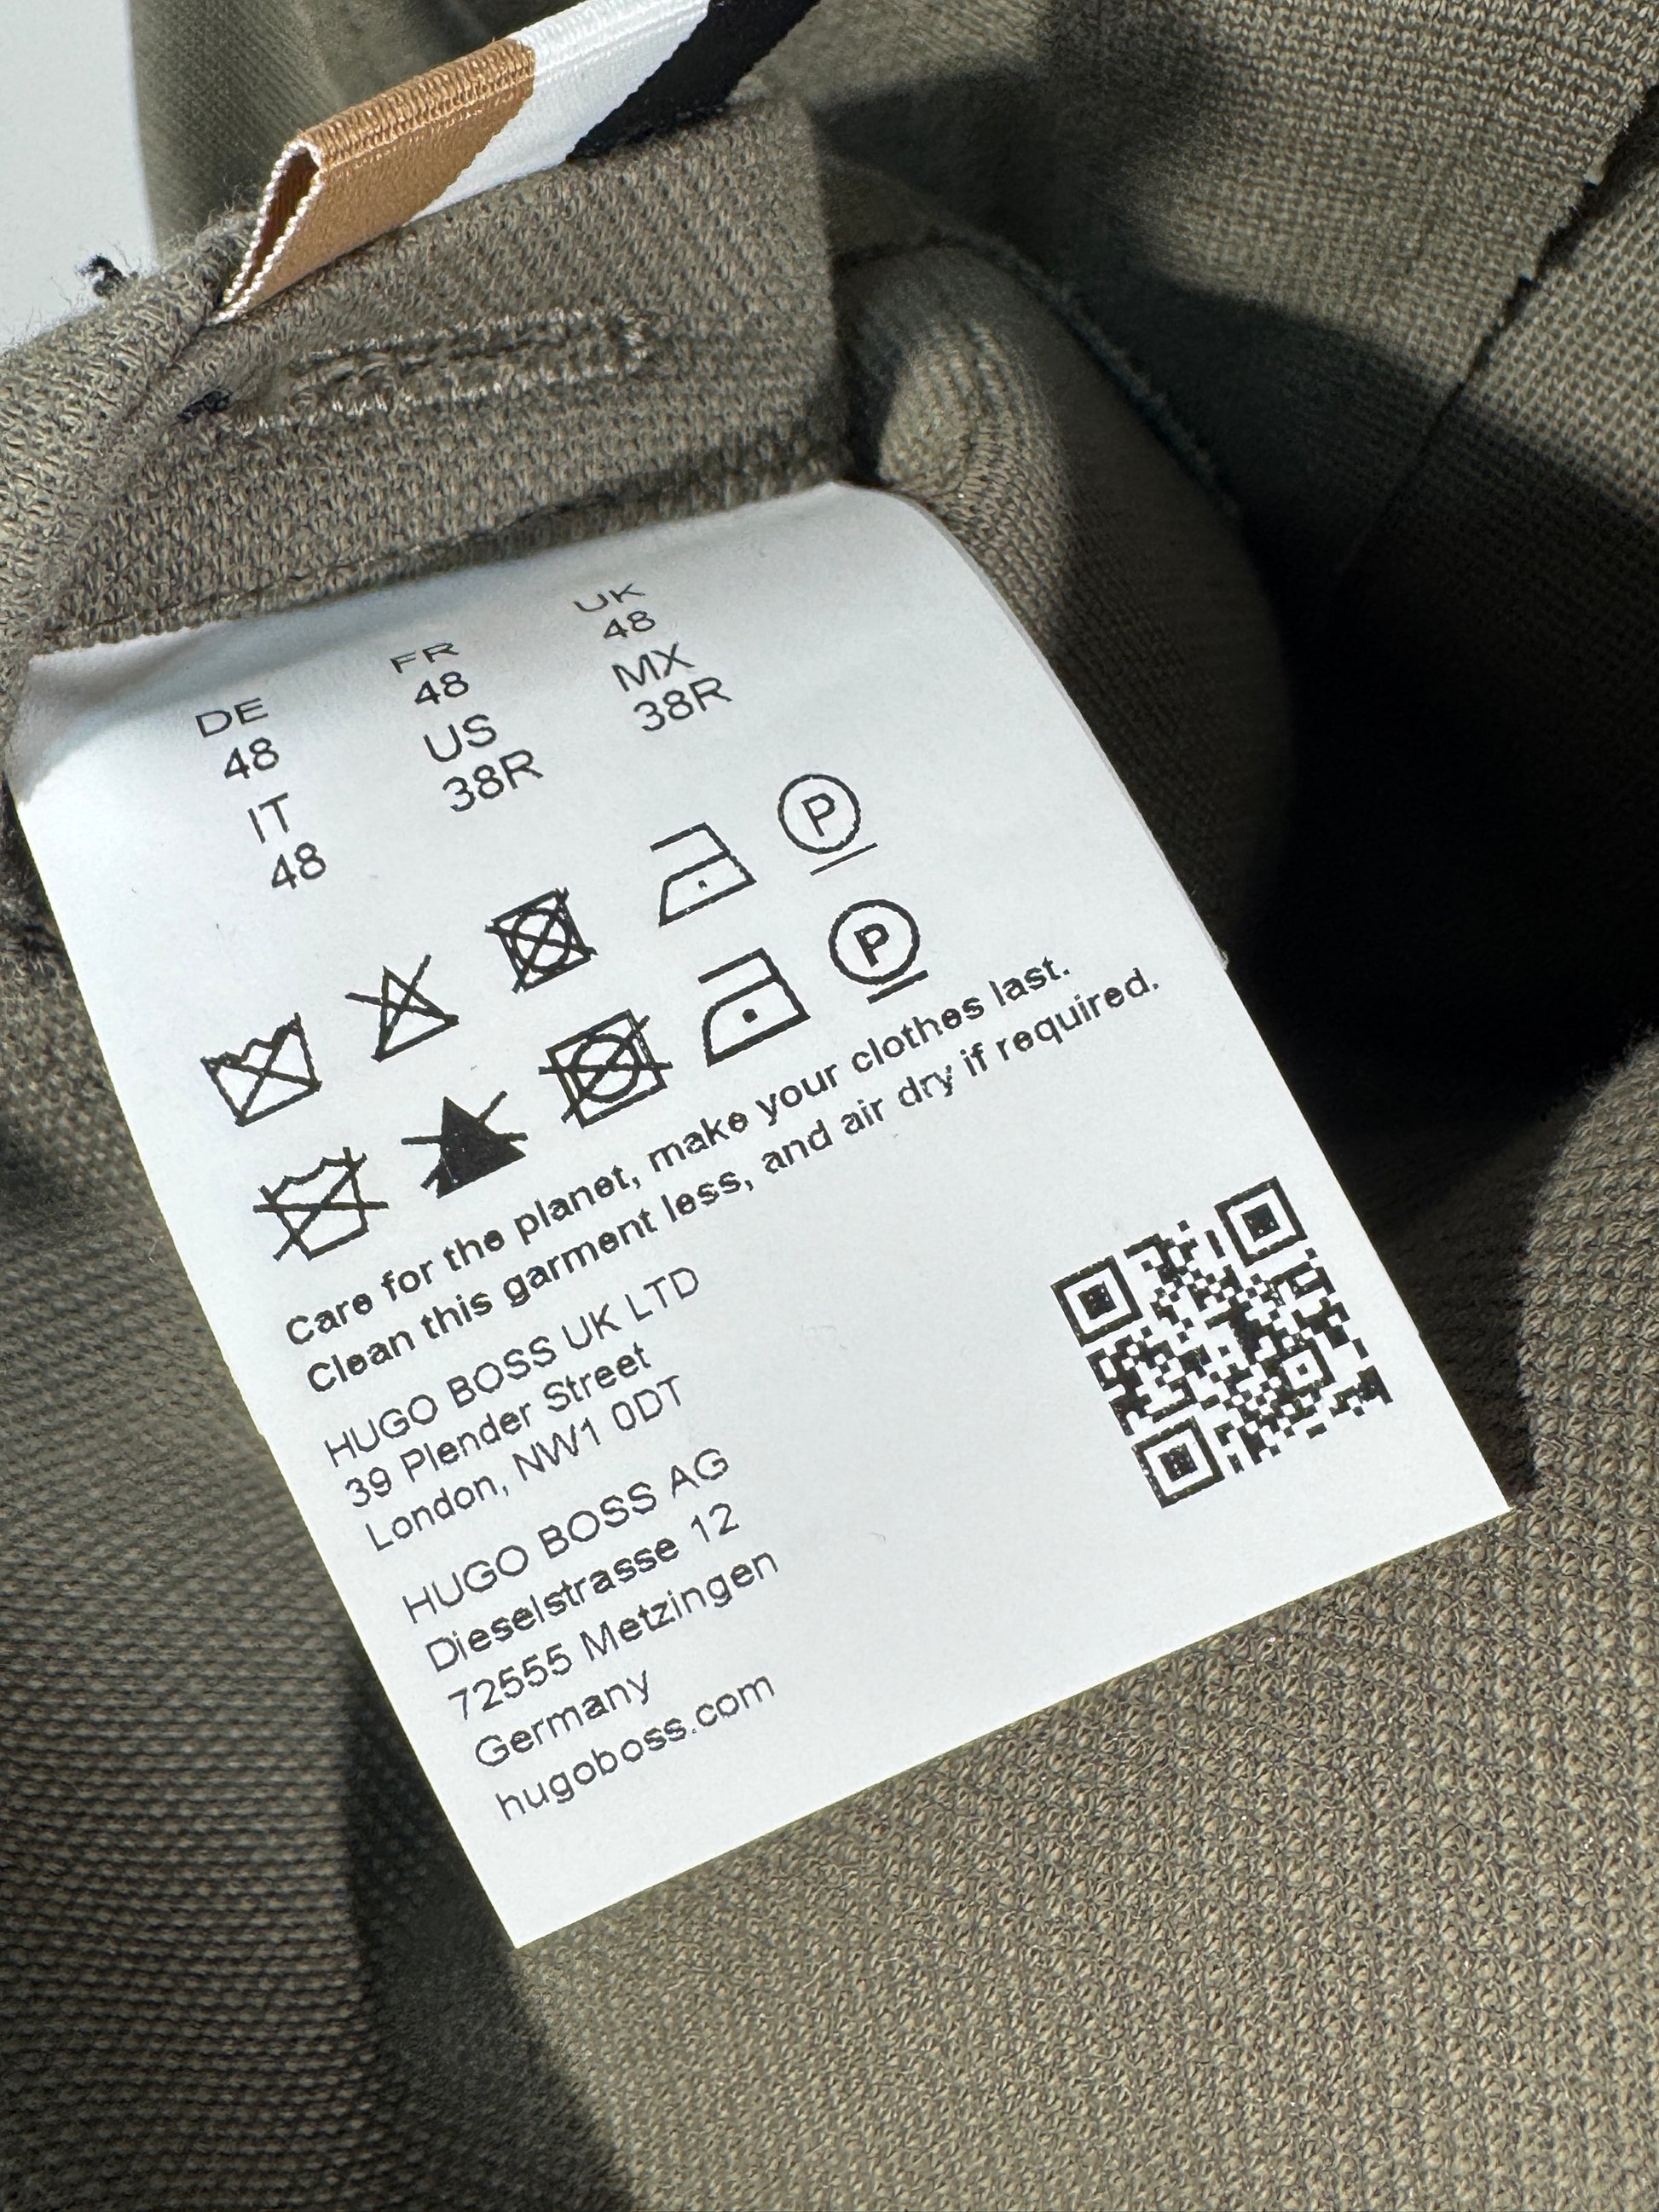 DE FR UK
48 48 48
IT US MX
48 38R 38R
P
P
Care for the planet, make your clothes last.
Clean this garment less, and air dry if required.
HUGO BOSS UK LTD
39 Plender Street
London, NW1 0DT
HUGO BOSS AG
Dieselstrasse 12
72555 Metzingen
Germany
hugoboss.com